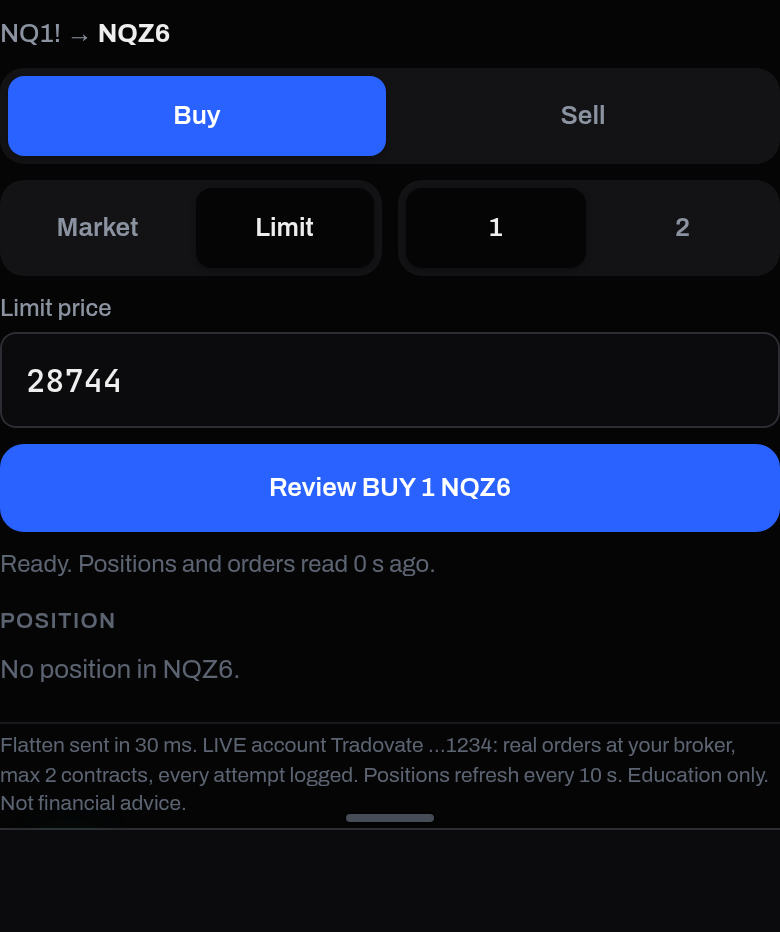 NQ1! → NQZ6
Buy
Sell
Market
Limit
1
2
Limit price
28744
Review BUY 1 NQZ6
Ready. Positions and orders read 0 s ago.
POSITION
No position in NQZ6.
Flatten sent in 30 ms. LIVE account Tradovate …1234: real orders at your broker,
max 2 contracts, every attempt logged. Positions refresh every 10 s. Education only.
Not financial advice.